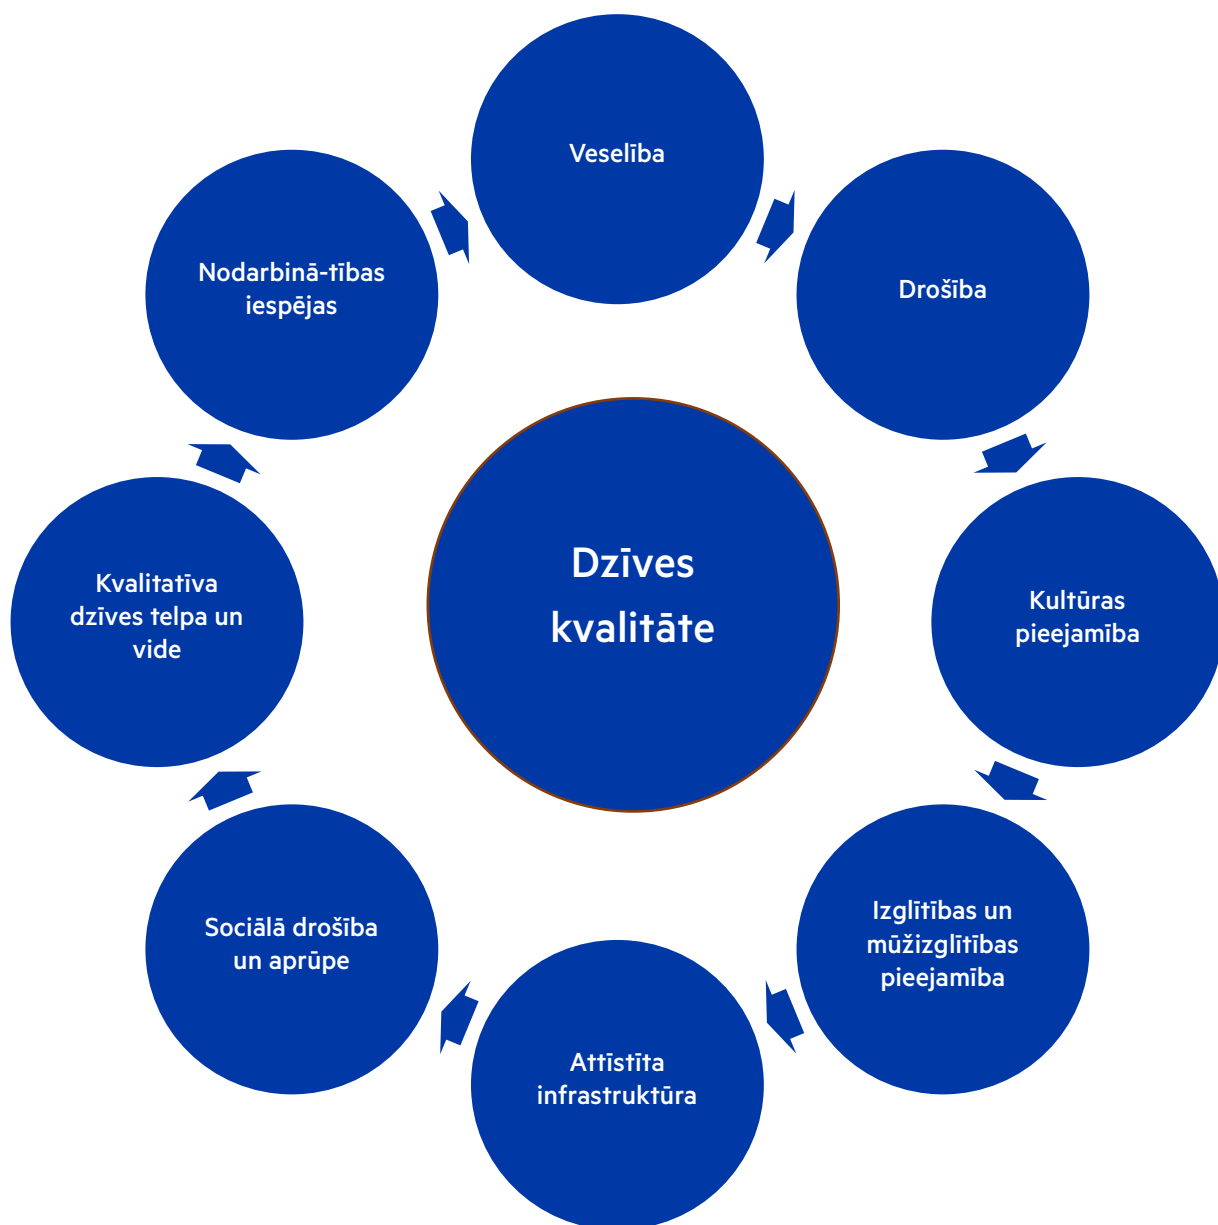 Veselība
Drošība
Kultūras
pieejamība
Izglītības un
mūžizglītības
pieejamība
Attīstīta
infrastruktūra
Sociālā drošība
un aprūpe
Kvalitatīva
dzīves telpa un
vide
Nodarbinā-tības
iespējas
Dzīves
kvalitāte